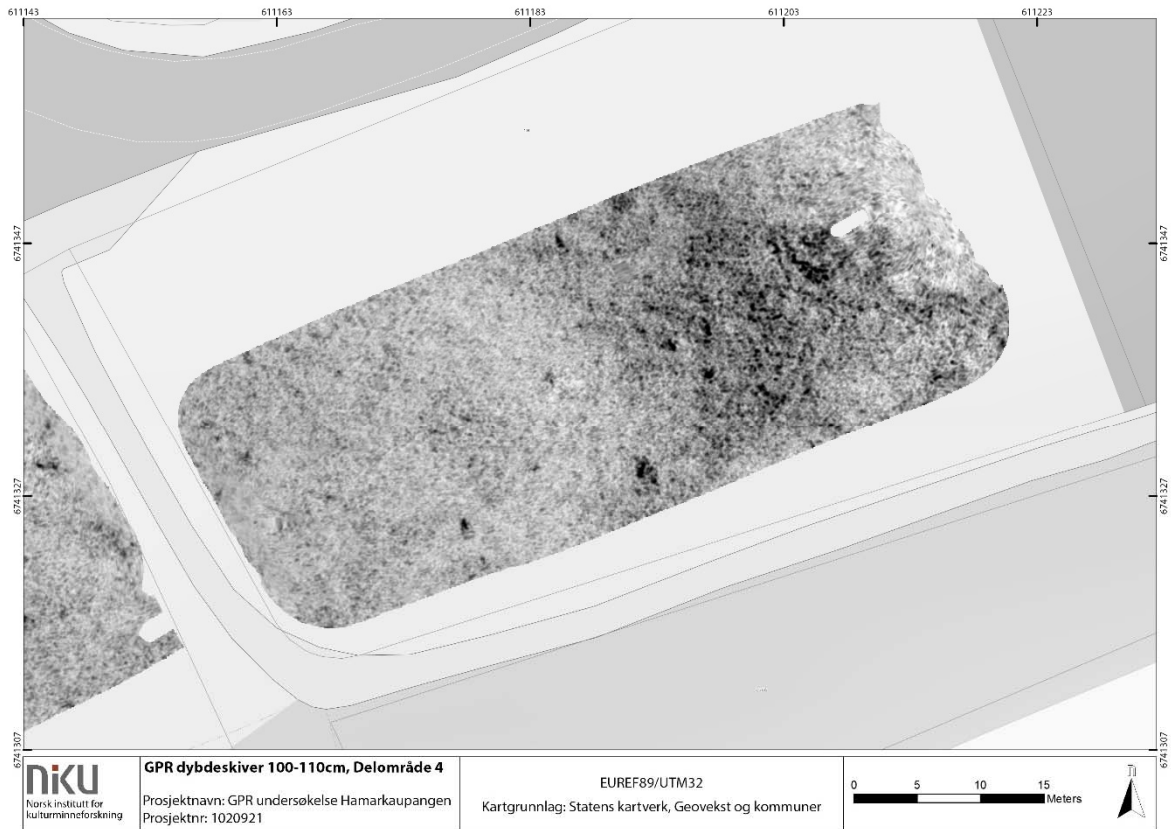 611143 611163 611183 611203 611223
6741347 6741347
6741327 6741327
6741307 6741307
NIKU
Norsk institutt for
kulturminneforskning
GPR dybdeskiver 100-110cm, Delområde 4
Prosjektnavn: GPR undersøkelse Hamarkaupangen
Prosjektnr: 1020921
EUREF89/UTM32
Kartgrunnlag: Statens kartverk, Geovekst og kommuner
0 5 10 15
Meters